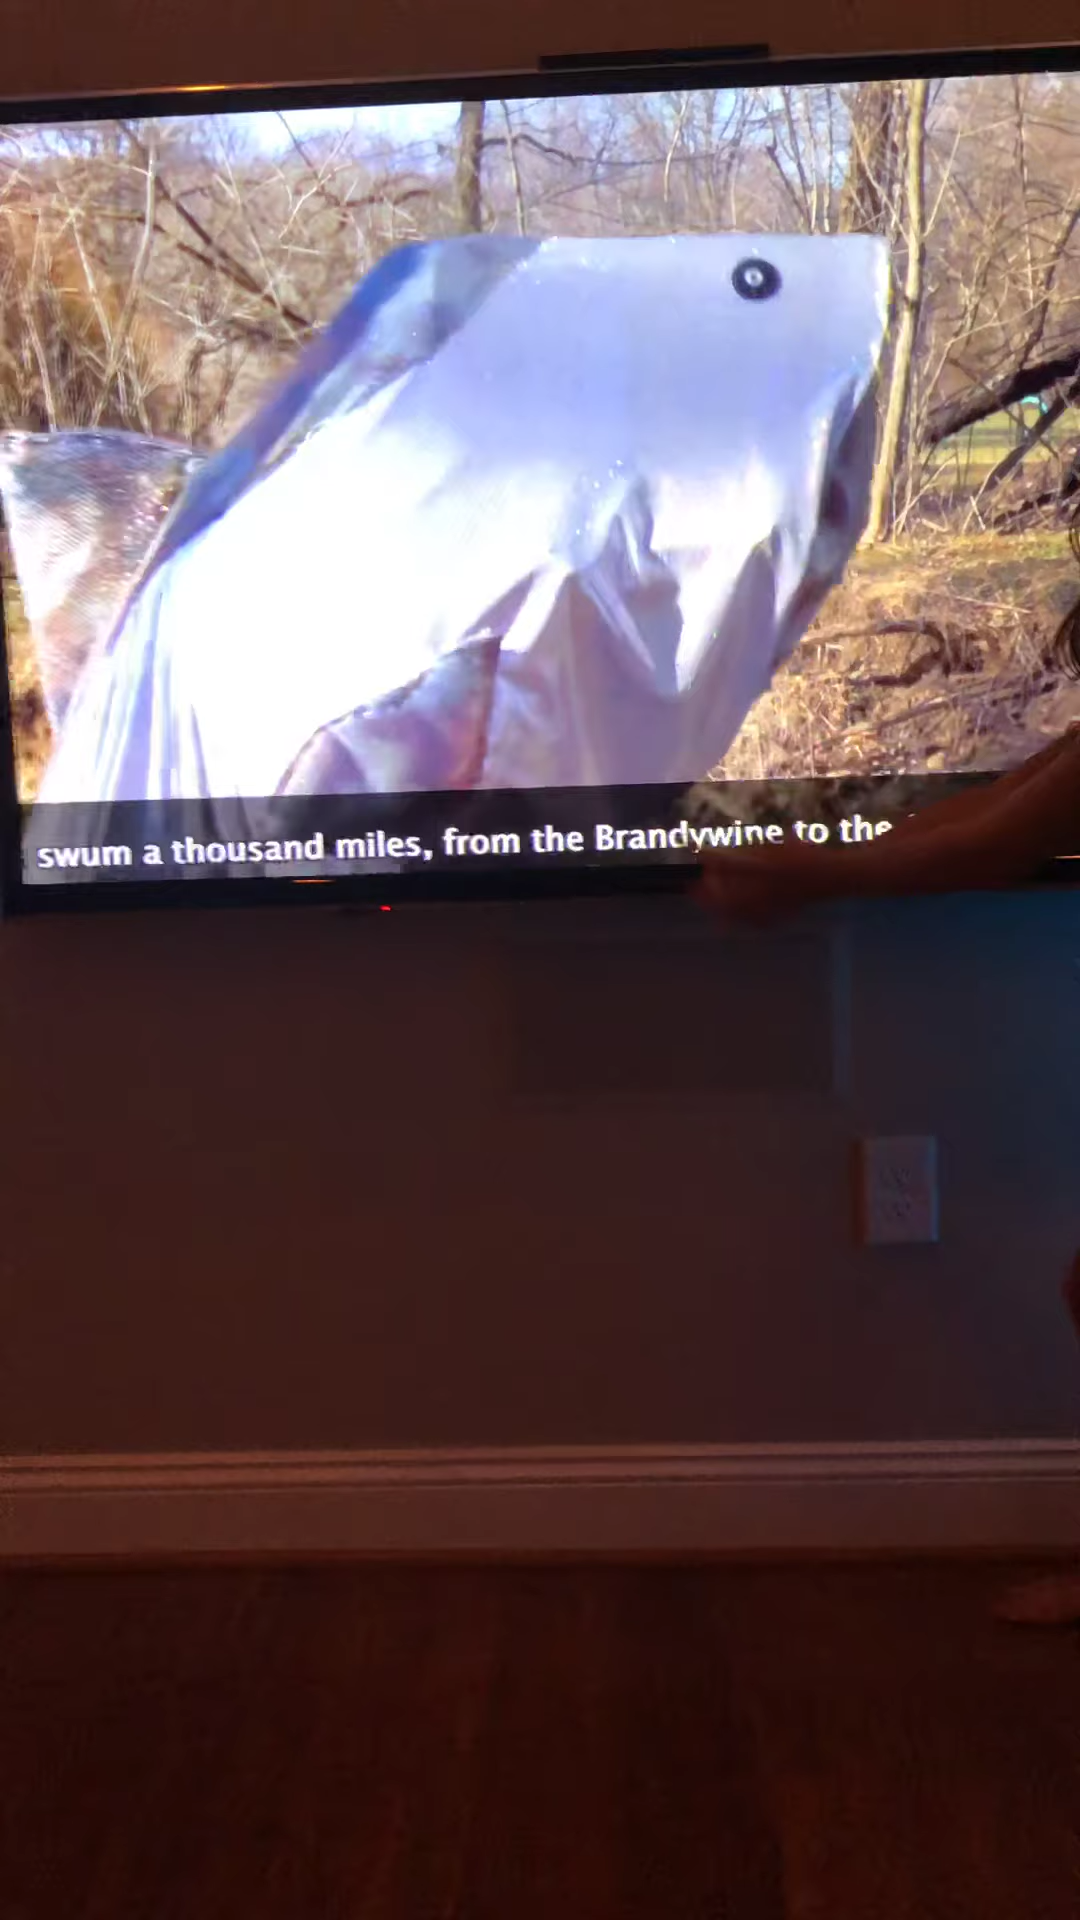 swum a thousand miles, from the Brandywine to the